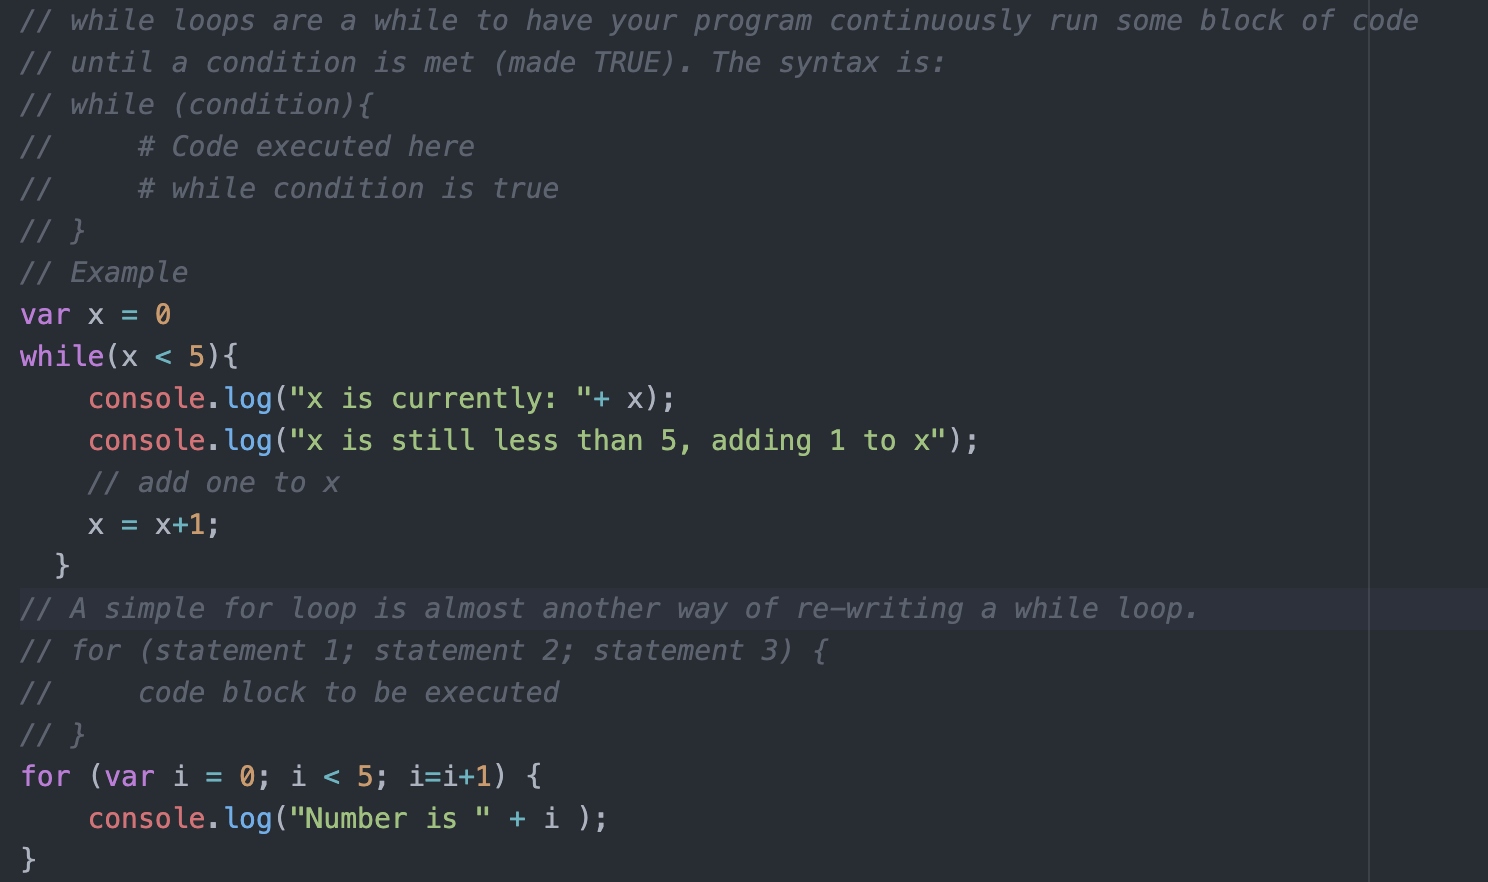 // while loops are a while to have your program continuously run some block of code
// until a condition is met (made TRUE). The syntax is:
// while (condition){
//     # Code executed here
//     # while condition is true
// }
// Example
var x = 0
while(x < 5){
    console.log("x is currently: "+ x);
    console.log("x is still less than 5, adding 1 to x");
    // add one to x
    x = x+1;
  }
// A simple for loop is almost another way of re-writing a while loop.
// for (statement 1; statement 2; statement 3) {
//     code block to be executed
// }
for (var i = 0; i < 5; i=i+1) {
    console.log("Number is " + i );
}